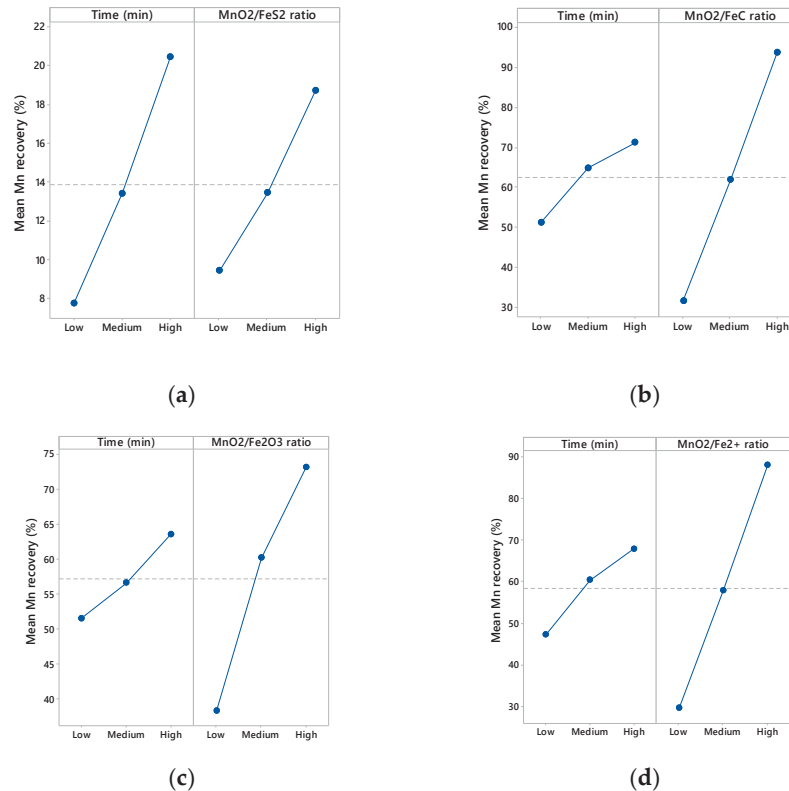 Time (min) MnO2/FeS2 ratio
Mean Mn recovery (%)
22
20
18
16
14
12
10
8
Low Medium High Low Medium High
(a)
Time (min) MnO2/FeC ratio
Mean Mn recovery (%)
100
90
80
70
60
50
40
30
Low Medium High Low Medium High
(b)
Time (min) MnO2/Fe2O3 ratio
Mean Mn recovery (%)
75
70
65
60
55
50
45
40
Low Medium High Low Medium High
(c)
Time (min) MnO2/Fe2+ ratio
Mean Mn recovery (%)
90
80
70
60
50
40
30
Low Medium High Low Medium High
(d)